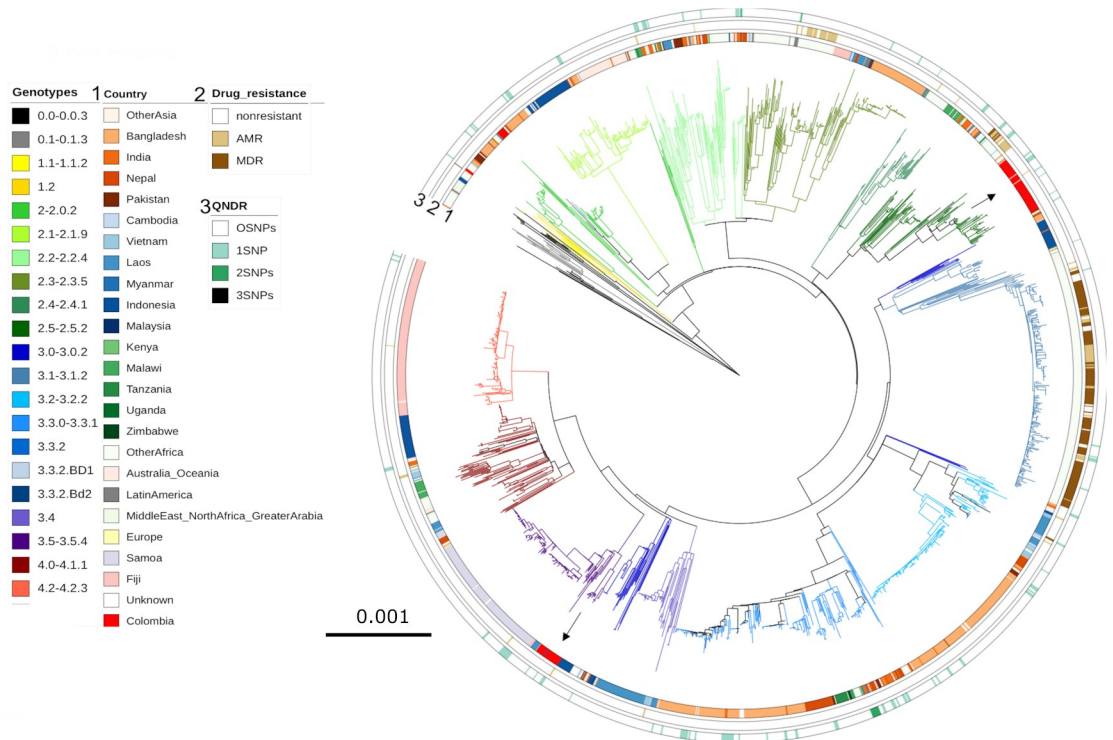 Genotypes
0.0-0.0.3
0.1-0.1.3
1.1-1.1.2
1.2
2-2.0.2
2.1-2.1.9
2.2-2.2.4
2.3-2.3.5
2.4-2.4.1
2.5-2.5.2
3.0-3.0.2
3.1-3.1.2
3.2-3.2.2
3.3.0-3.3.1
3.3.2
3.3.2.BD1
3.3.2.Bd2
3.4
3.5-3.5.4
4.0-4.1.1
4.2-4.2.3
1 Country
OtherAsia
Bangladesh
India
Nepal
Pakistan
Cambodia
Vietnam
Laos
Myanmar
Indonesia
Malaysia
Kenya
Malawi
Tanzania
Uganda
Zimbabwe
OtherAfrica
Australia_Oceania
LatinAmerica
MiddleEast_NorthAfrica_GreaterArabia
Europe
Samoa
Fiji
Unknown
Colombia
2 Drug_resistance
nonresistant
AMR
MDR
3 QNDR
OSNPs
1SNP
2SNPs
3SNPs
3 2 1
0.001